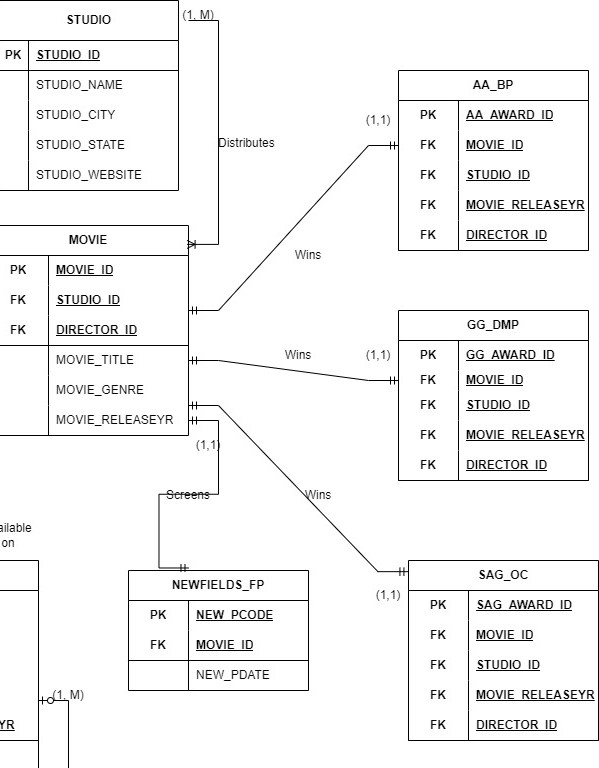 STUDIO
PK STUDIO_ID
STUDIO_NAME
STUDIO_CITY
STUDIO_STATE
STUDIO_WEBSITE
(1, M)
Distributes
MOVIE
PK MOVIE_ID
FK STUDIO_ID
FK DIRECTOR_ID
MOVIE_TITLE
MOVIE_GENRE
MOVIE_RELEASEYR
(1,1)
Wins
AA_BP
PK AA_AWARD_ID
FK MOVIE_ID
FK STUDIO_ID
FK MOVIE_RELEASEYR
FK DIRECTOR_ID
(1,1)
Wins
GG_DMP
PK GG_AWARD_ID
FK MOVIE_ID
FK STUDIO_ID
FK MOVIE_RELEASEYR
FK DIRECTOR_ID
(1,1)
Screens
Wins
NEWFIELDS_FP
PK NEW_PCODE
FK MOVIE_ID
NEW_PDATE
(1,1)
SAG_OC
PK SAG_AWARD_ID
FK MOVIE_ID
FK STUDIO_ID
FK MOVIE_RELEASEYR
FK DIRECTOR_ID
ailable
on
(1, M)
YR